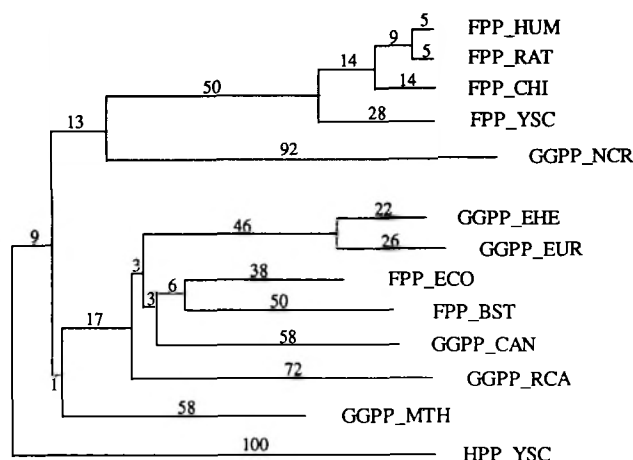 5 FPP_HUM
9
5 FPP_RAT
14
14 FPP_CHI
50
28 FPP_YSC
13
92 GGPP_NCR
22 GGPP_EHE
46
9
26 GGPP_EUR
3
38 FPP_ECO
6
3
50 FPP_BST
17
58 GGPP_CAN
72 GGPP_RCA
1
58 GGPP_MTH
100 HPP_YSC